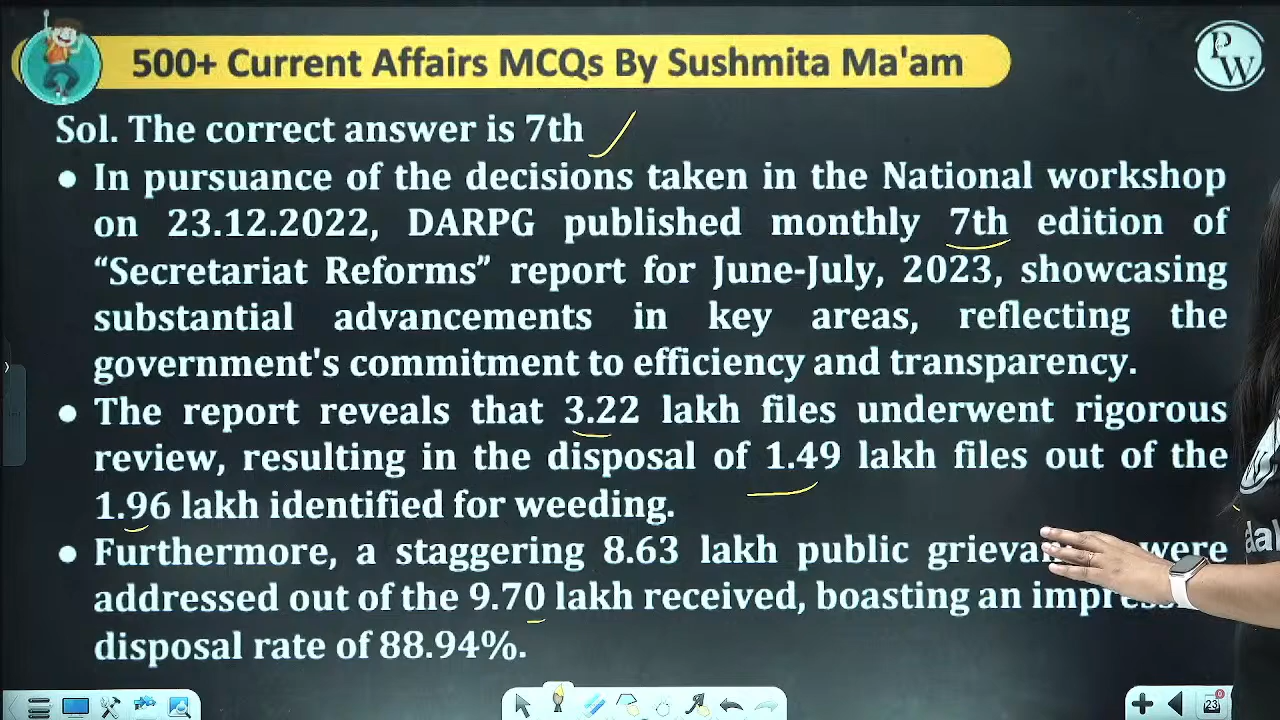 500+ Current Affairs MCQs By Sushmita Ma'am
PW
Sol. The correct answer is 7th
● In pursuance of the decisions taken in the National workshop
on 23.12.2022, DARPG published monthly 7th edition of
“Secretariat Reforms” report for June-July, 2023, showcasing
substantial advancements in key areas, reflecting the
government's commitment to efficiency and transparency.
● The report reveals that 3.22 lakh files underwent rigorous
review, resulting in the disposal of 1.49 lakh files out of the
1.96 lakh identified for weeding.
● Furthermore, a staggering 8.63 lakh public were
addressed out of the 9.70 lakh received, boasting an
disposal rate of 88.94%.
23